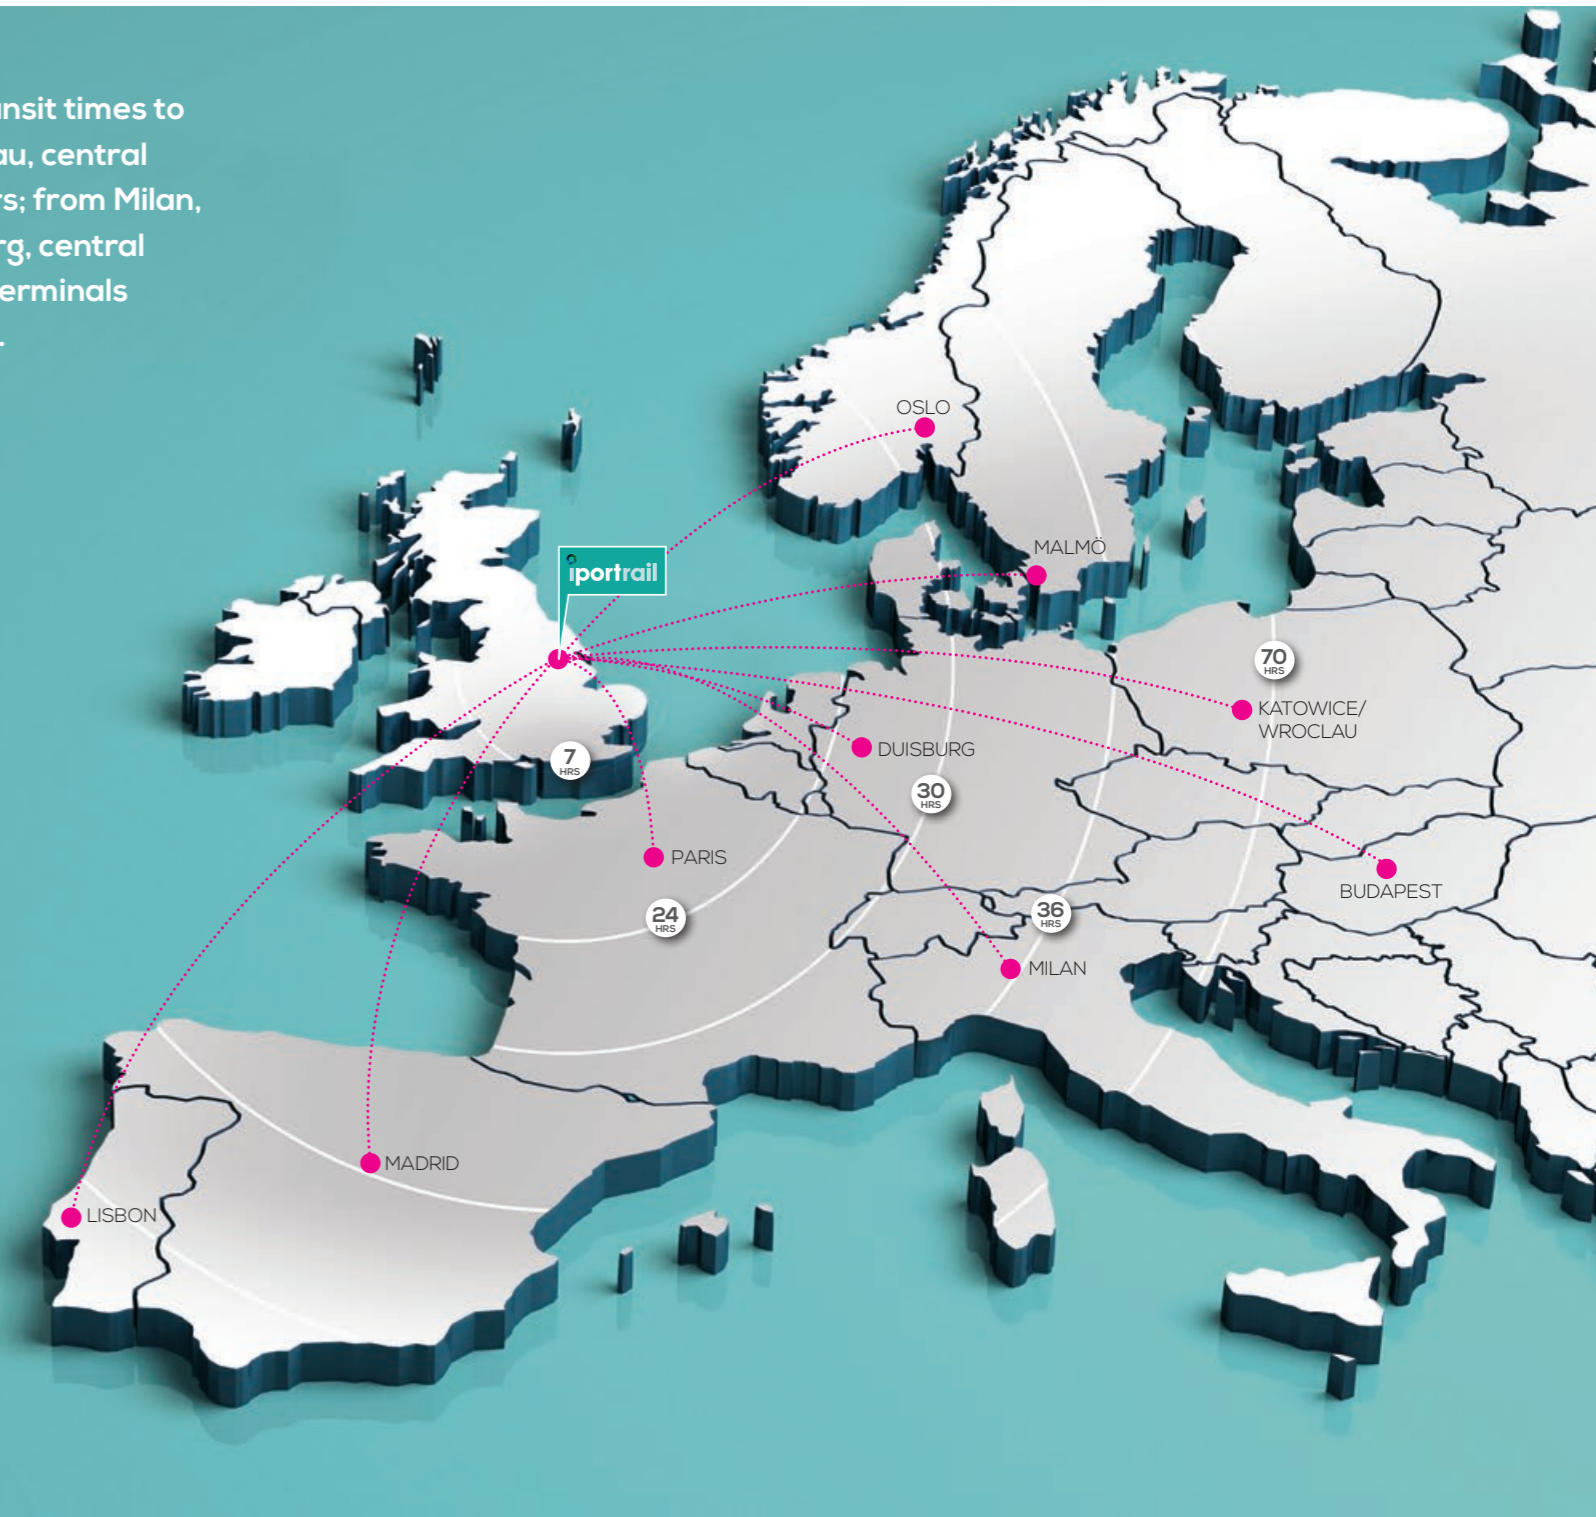 nsit times to
au, central
rs; from Milan,
rg, central
erminals
.
OSLO
MALMÖ
iportrail
70
HRS
KATOWICE/
WROCLAU
7
HRS
DUISBURG
30
HRS
PARIS
BUDAPEST
24
HRS
36
HRS
MILAN
MADRID
LISBON